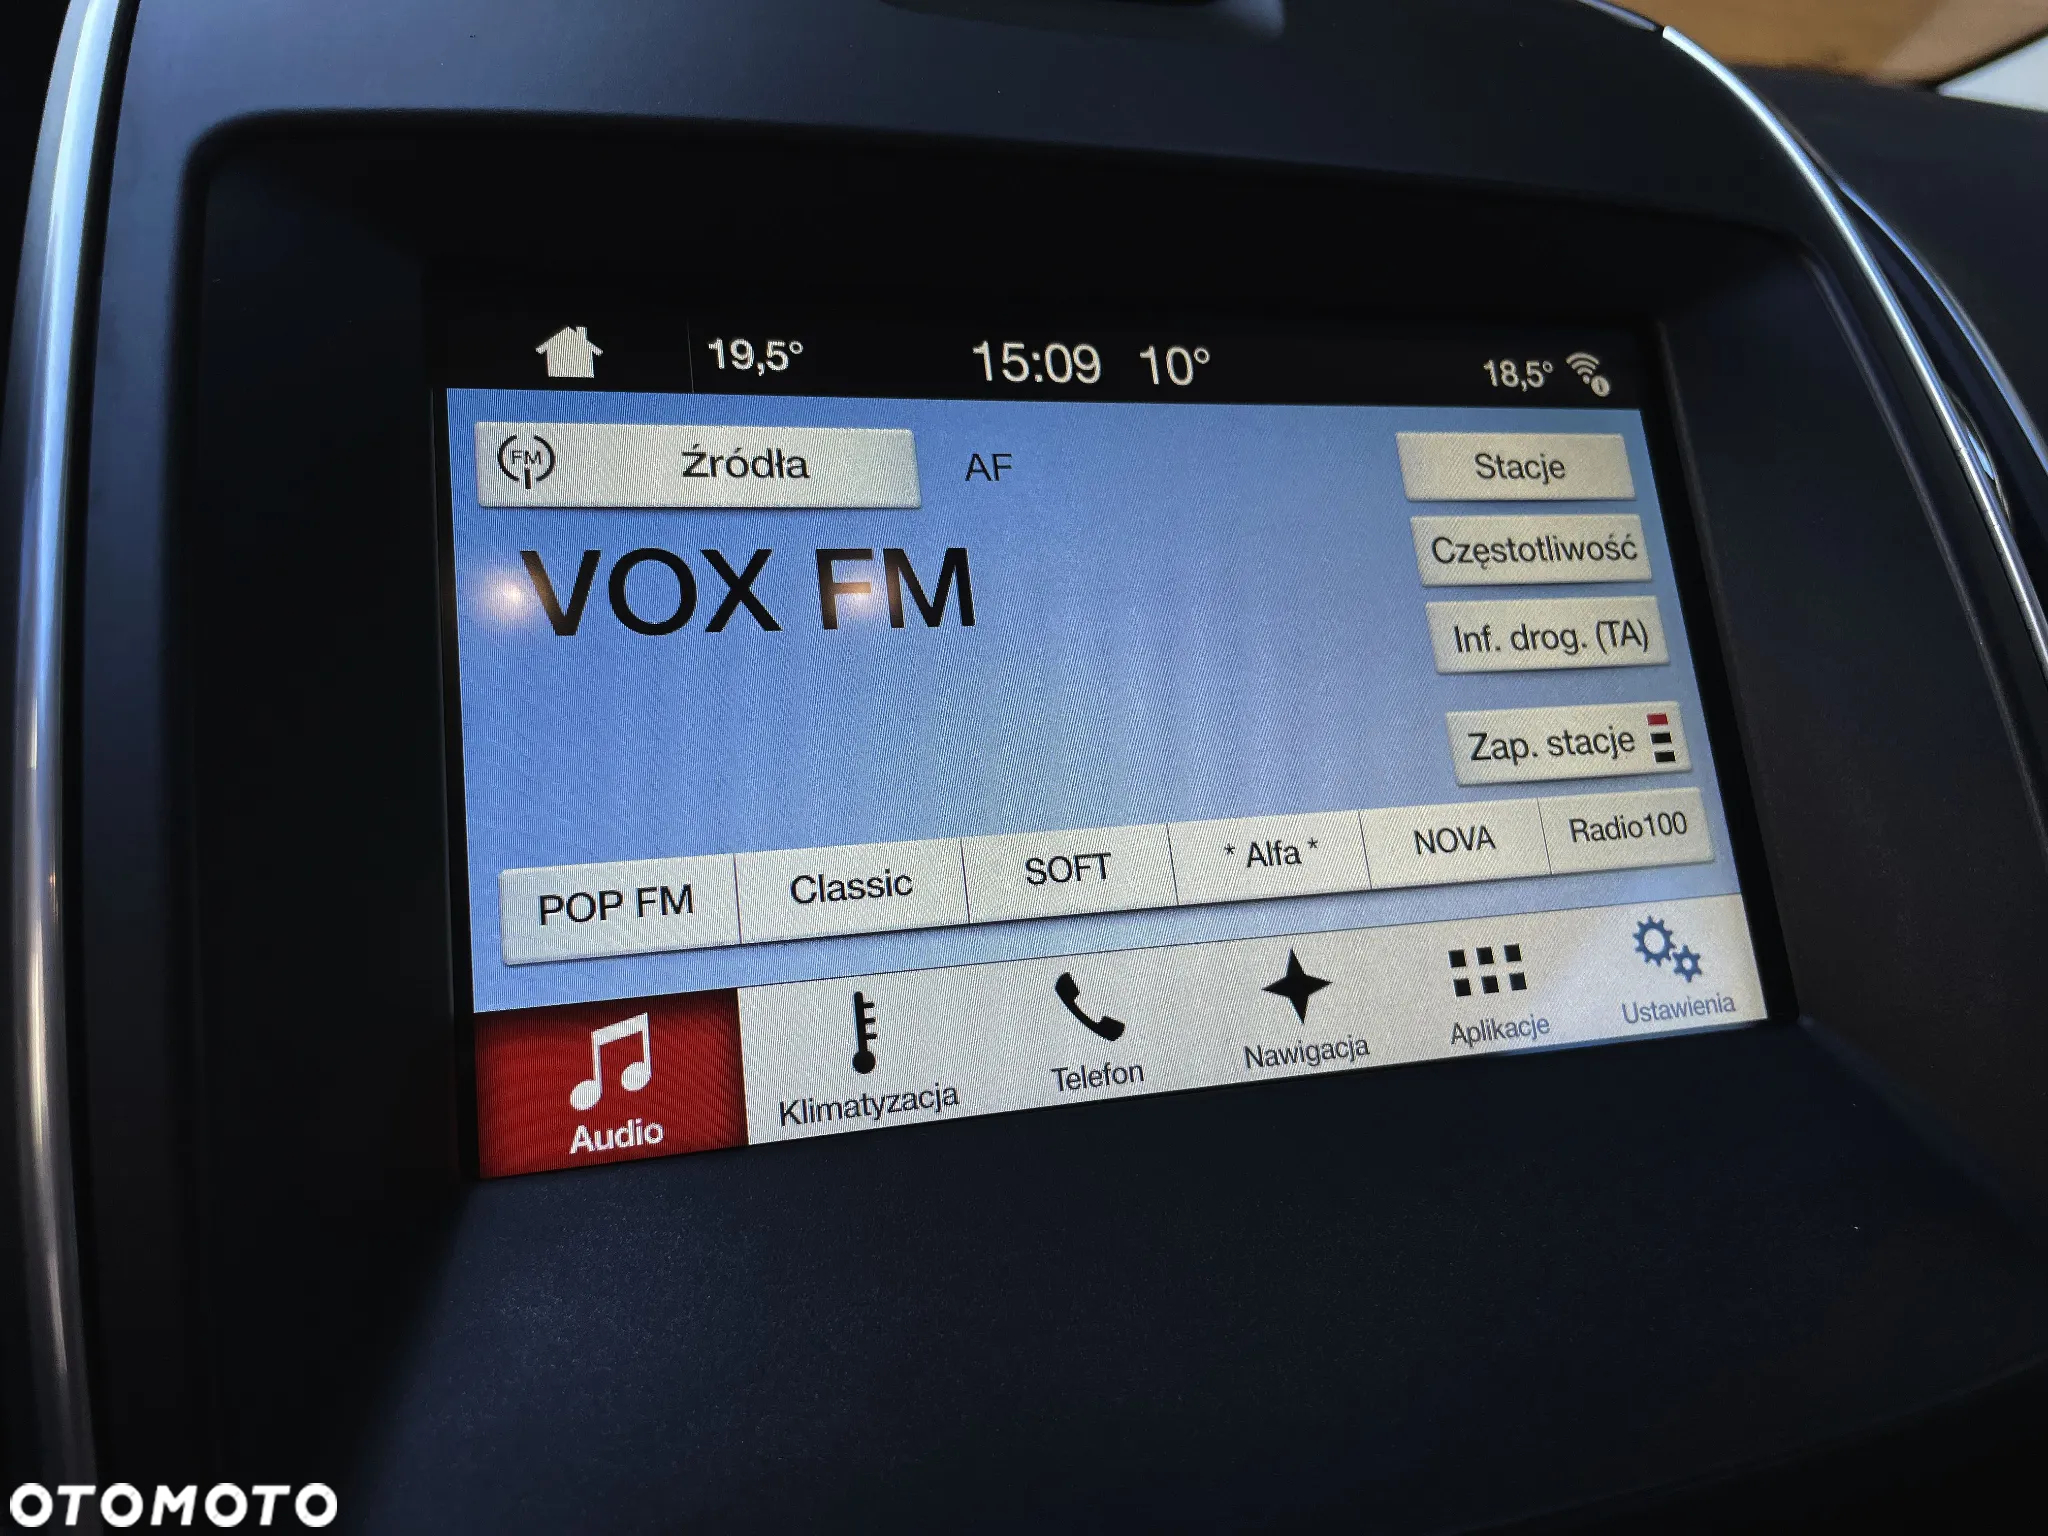 19,5° 15:09 10° 18,5°
FM Źródła AF Stacje
VOX FM
Częstotliwość
Inf. drog. (TA)
Zap. stacje
POP FM Classic SOFT * Alfa * NOVA Radio100
Audio Klimatyzacja Telefon Nawigacja Aplikacje Ustawienia
OTOMOTO